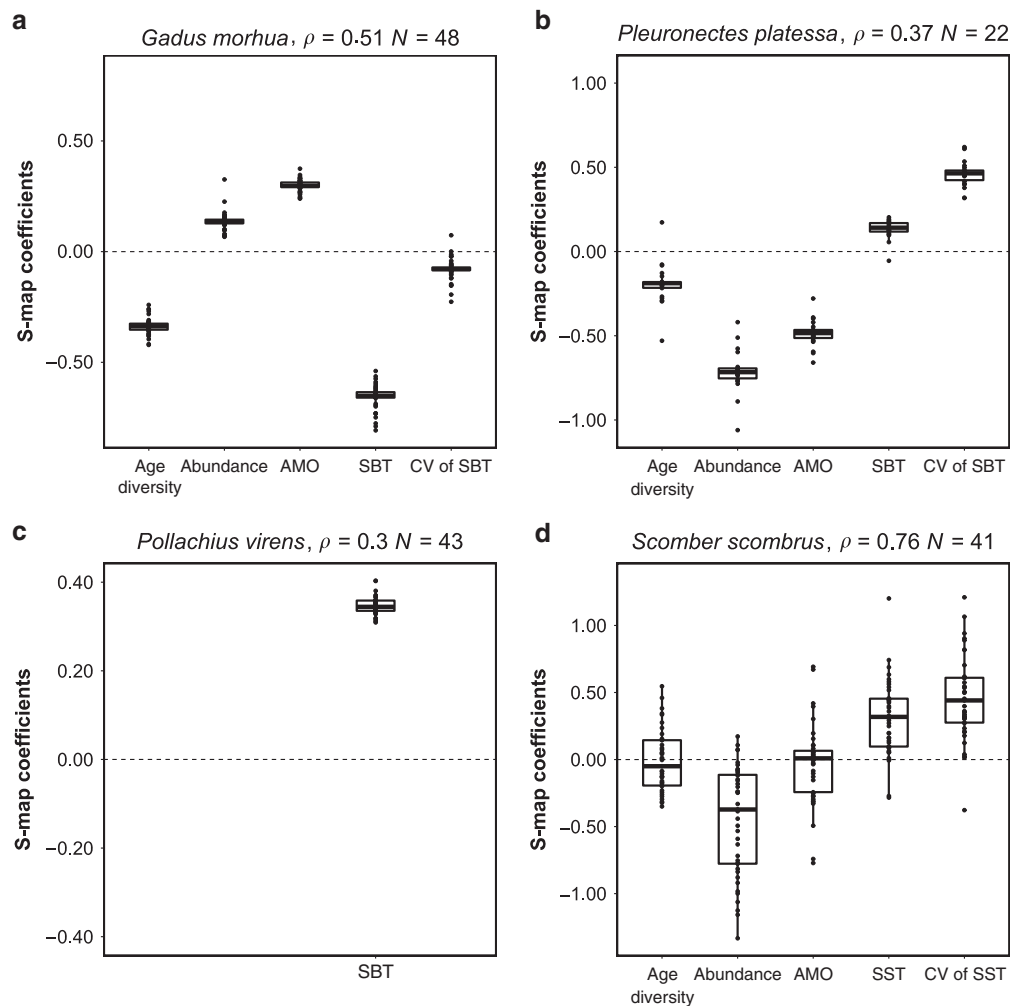 a
Gadus morhua, ρ = 0.51 N = 48
S-map coefficients
0.50
0.00
−0.50
Age diversity
Abundance
AMO
SBT
CV of SBT
b
Pleuronectes platessa, ρ = 0.37 N = 22
S-map coefficients
1.00
0.50
0.00
−0.50
−1.00
Age diversity
Abundance
AMO
SBT
CV of SBT
c
Pollachius virens, ρ = 0.3 N = 43
S-map coefficients
0.40
0.20
0.00
−0.20
−0.40
SBT
d
Scomber scombrus, ρ = 0.76 N = 41
S-map coefficients
1.00
0.50
0.00
−0.50
−1.00
Age diversity
Abundance
AMO
SST
CV of SST